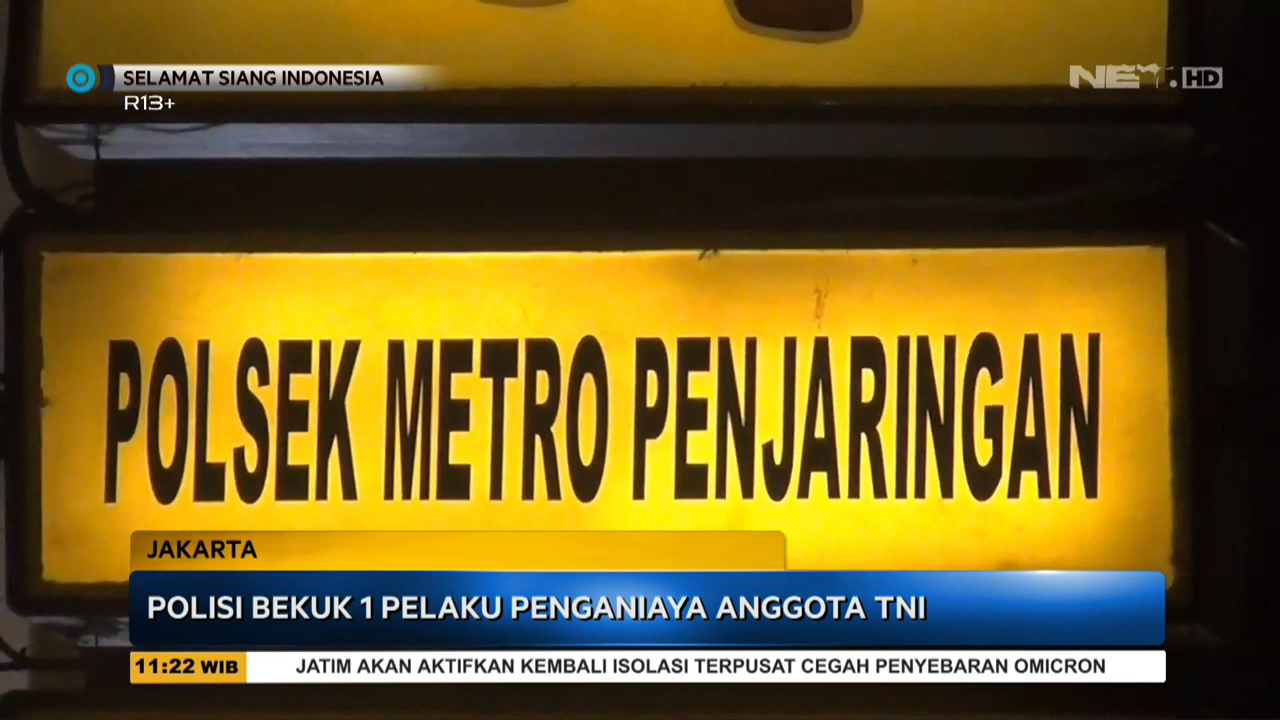 SELAMAT SIANG INDONESIA
R13+
NET. HD
POLSEK METRO PENJARINGAN
JAKARTA
POLISI BEKUK 1 PELAKU PENGANIAYA ANGGOTA TNI
11:22 WIB JATIM AKAN AKTIFKAN KEMBALI ISOLASI TERPUSAT CEGAH PENYEBARAN OMICRON